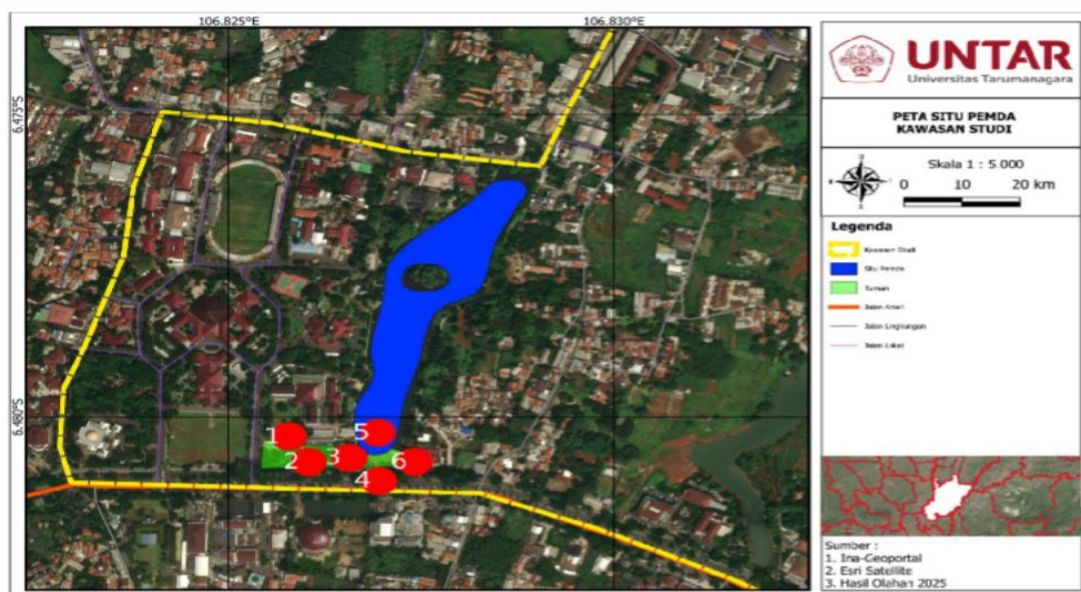 106.825°E
106.830°E
6.475°S
6.480°S
1
2
3
4
5
6
UNTAR
Universitas Tarumanagara
PETA SITU PEMDA
KAWASAN STUDI
Skala 1 : 5.000
0 10 20 km
Legenda
Kawasan Studi
Situ Pemda
Taman
Jalan Arteri
Jalan Lingkungan
Jalan Lokal
Sumber :
1. Ina-Geoportal
2. Esri Satellite
3. Hasil Olahan 2025